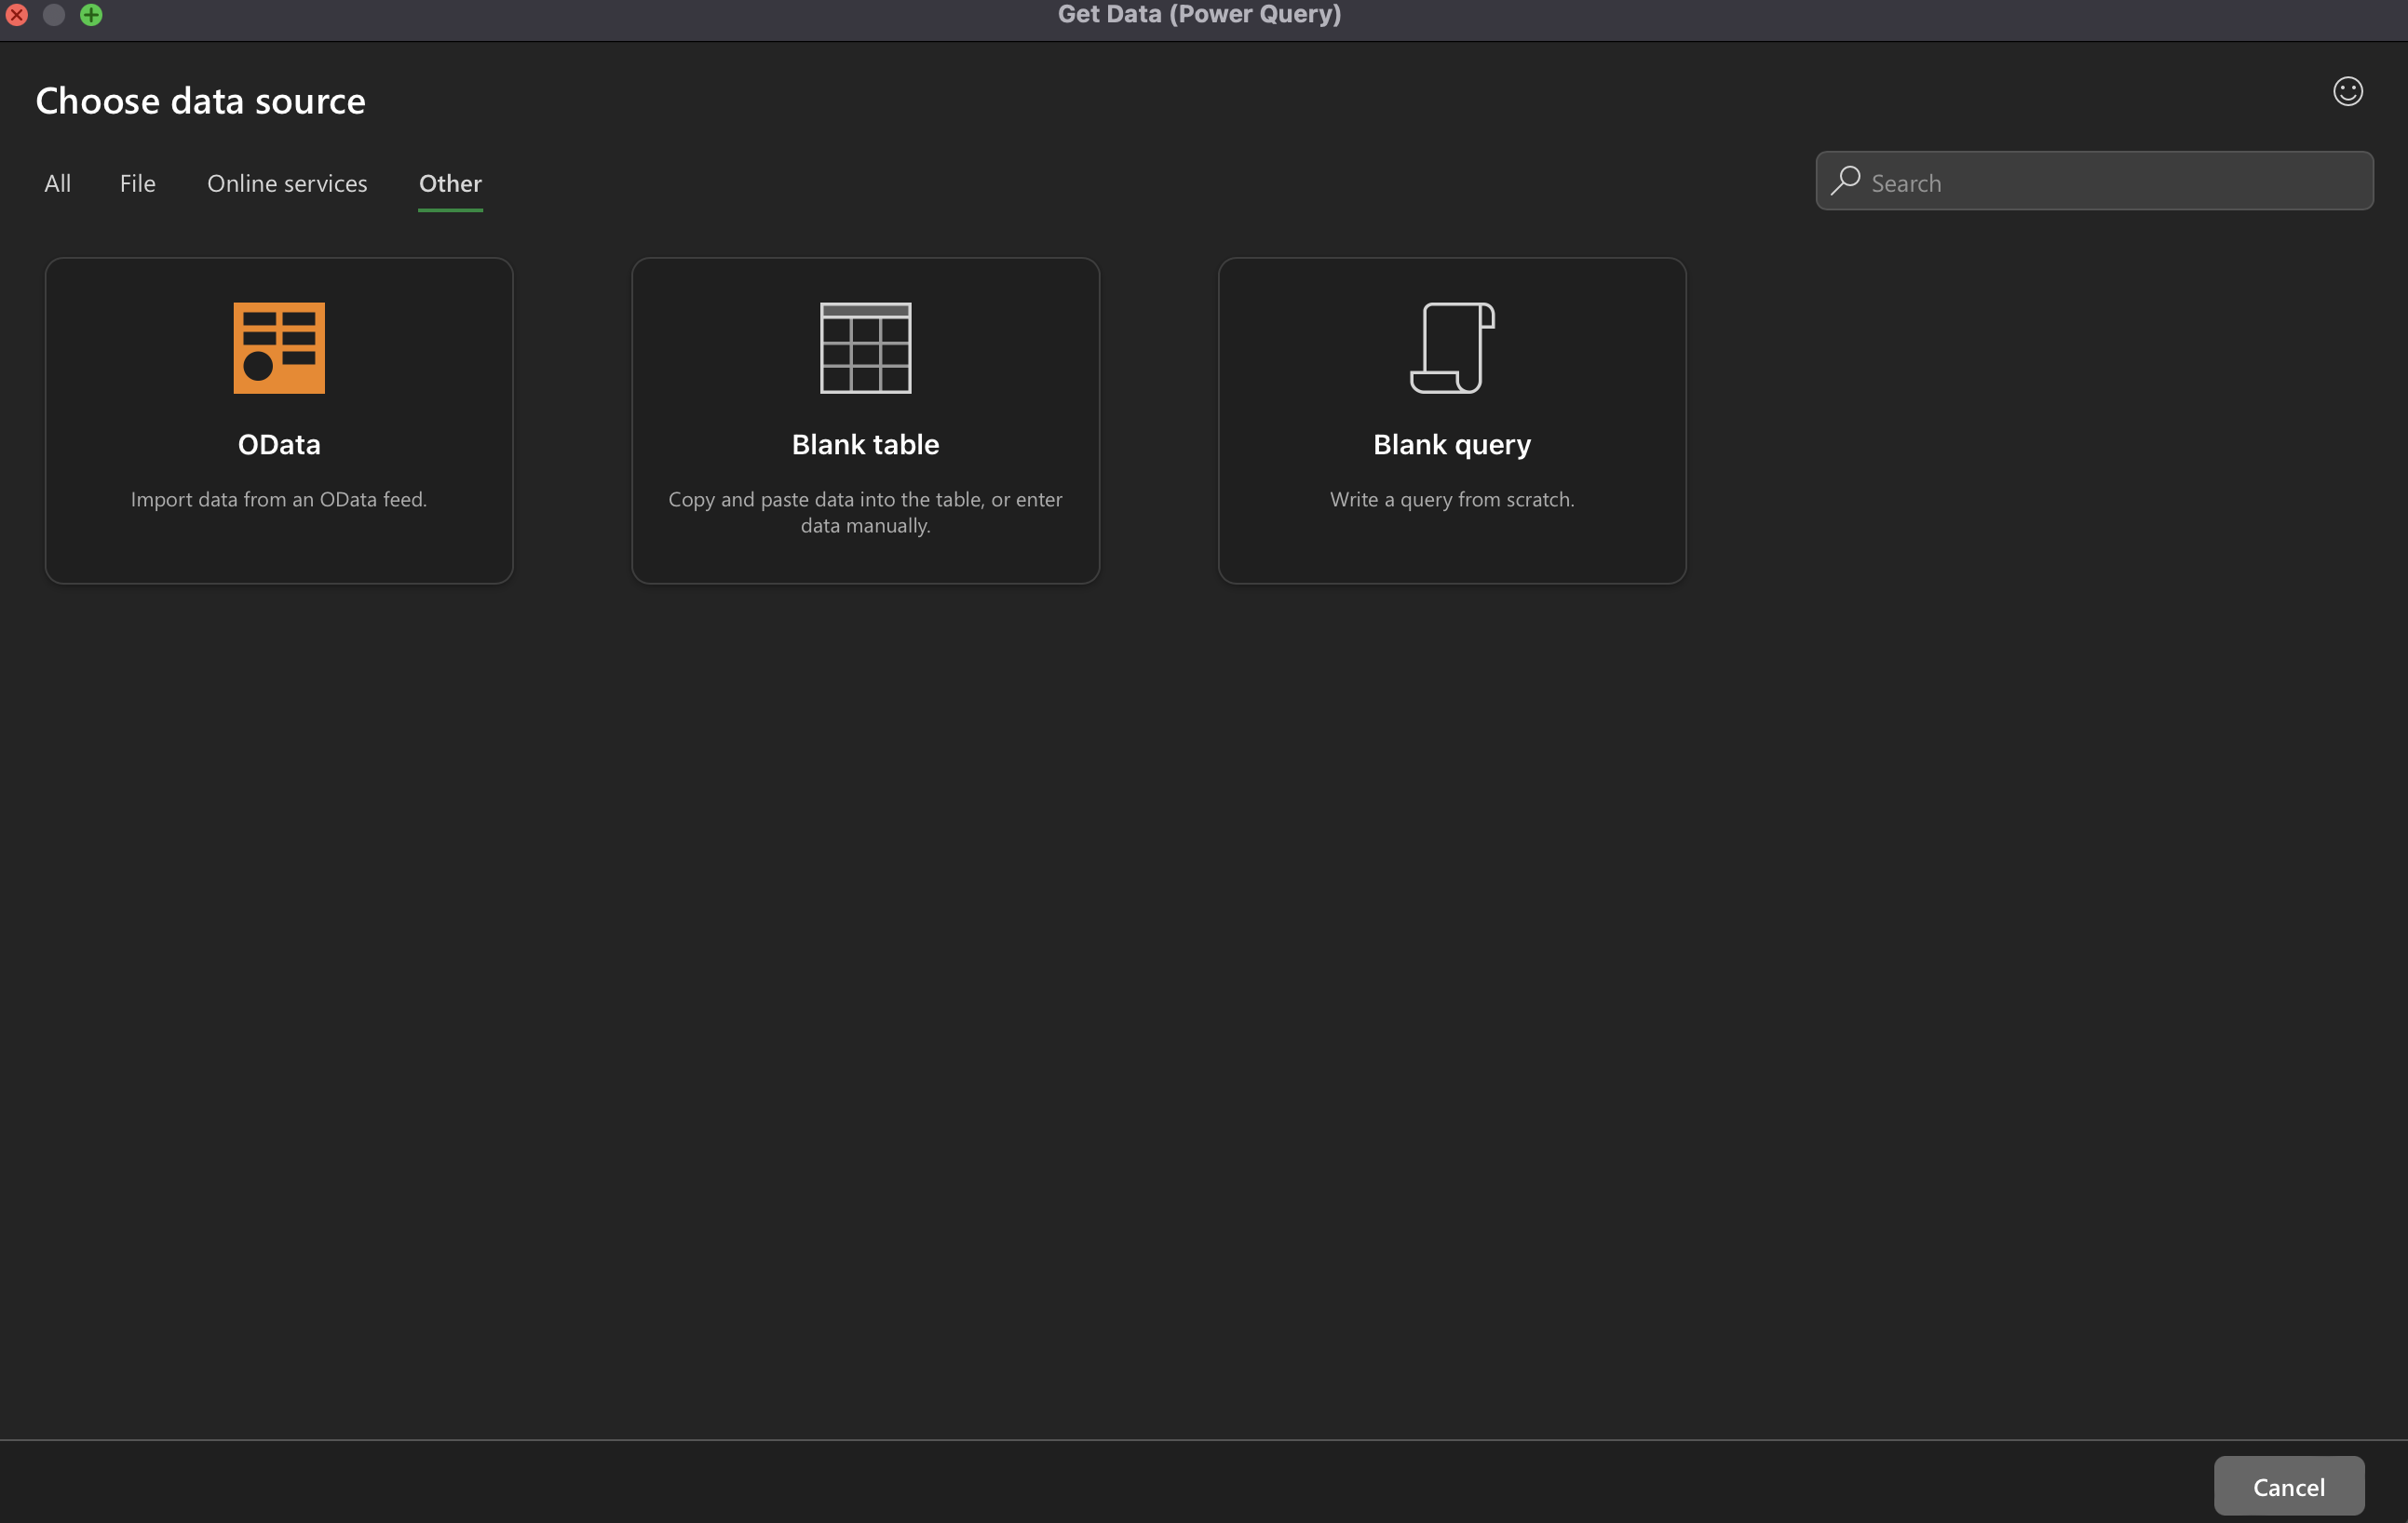 Get Data (Power Query)
Choose data source
All
File
Online services
Other
Search
OData
Import data from an OData feed.
Blank table
Copy and paste data into the table, or enter
data manually.
Blank query
Write a query from scratch.
Cancel